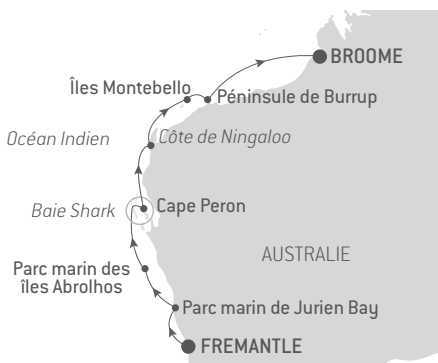 BROOME
Îles Montebello
Péninsule de Burrup
Océan Indien
Côte de Ningaloo
Baie Shark
Cape Peron
AUSTRALIE
Parc marin des
îles Abrolhos
Parc marin de Jurien Bay
FREMANTLE